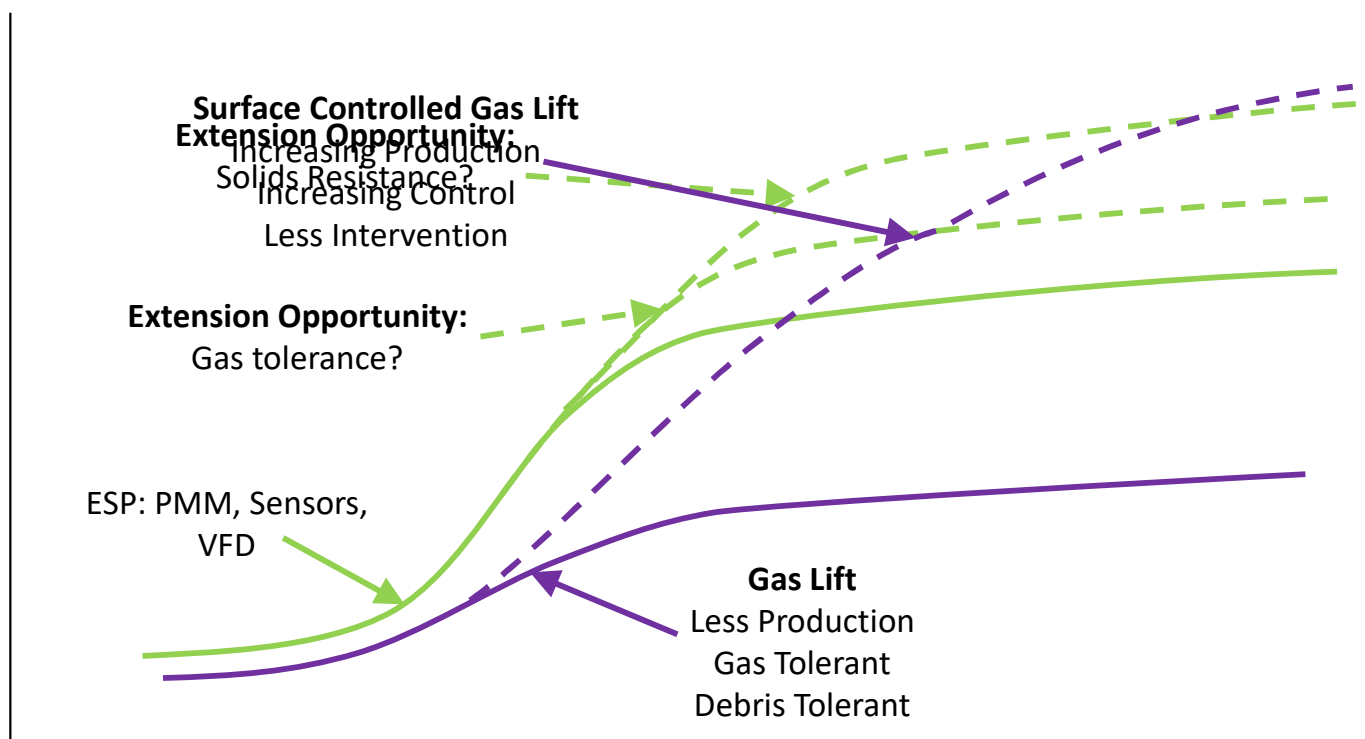 Surface Controlled Gas Lift
Increasing Production
Increasing Control
Less Intervention
Extension Opportunity:
Solids Resistance?
Extension Opportunity:
Gas tolerance?
ESP: PMM, Sensors,
VFD
Gas Lift
Less Production
Gas Tolerant
Debris Tolerant